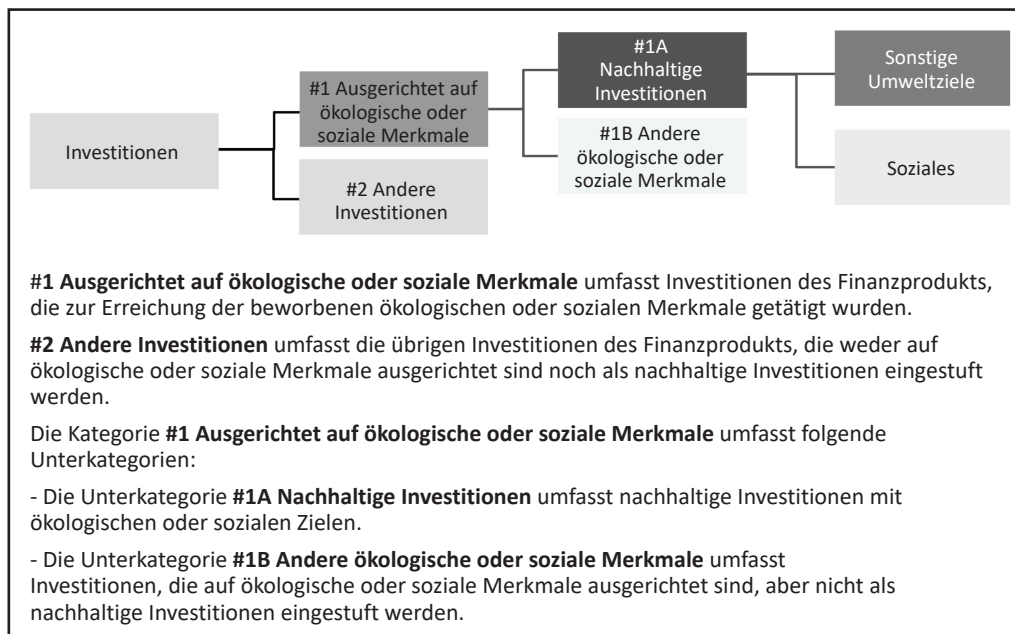 Investitionen
#1 Ausgerichtet auf
ökologische oder
soziale Merkmale
#2 Andere
Investitionen
#1A
Nachhaltige
Investitionen
#1B Andere
ökologische oder
soziale Merkmale
Sonstige
Umweltziele
Soziales
#1 Ausgerichtet auf ökologische oder soziale Merkmale umfasst Investitionen des Finanzprodukts,
die zur Erreichung der beworbenen ökologischen oder sozialen Merkmale getätigt wurden.
#2 Andere Investitionen umfasst die übrigen Investitionen des Finanzprodukts, die weder auf
ökologische oder soziale Merkmale ausgerichtet sind noch als nachhaltige Investitionen eingestuft
werden.
Die Kategorie #1 Ausgerichtet auf ökologische oder soziale Merkmale umfasst folgende
Unterkategorien:
- Die Unterkategorie #1A Nachhaltige Investitionen umfasst nachhaltige Investitionen mit
ökologischen oder sozialen Zielen.
- Die Unterkategorie #1B Andere ökologische oder soziale Merkmale umfasst
Investitionen, die auf ökologische oder soziale Merkmale ausgerichtet sind, aber nicht als
nachhaltige Investitionen eingestuft werden.